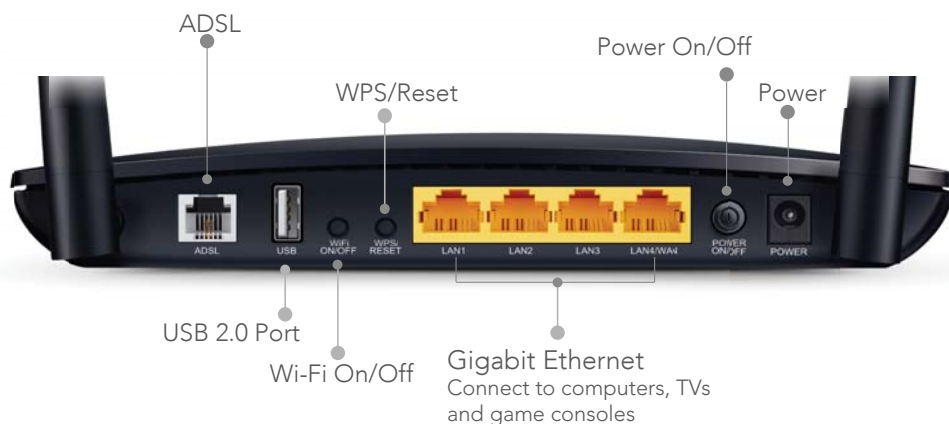 ADSL
Power On/Off
WPS/Reset
Power
ADSL
USB
WiFi
ON/OFF
WPS/
RESET
LAN1
LAN2
LAN3
LAN4/WAN
POWER
ON/OFF
POWER
USB 2.0 Port
Wi-Fi On/Off
Gigabit Ethernet
Connect to computers, TVs
and game consoles